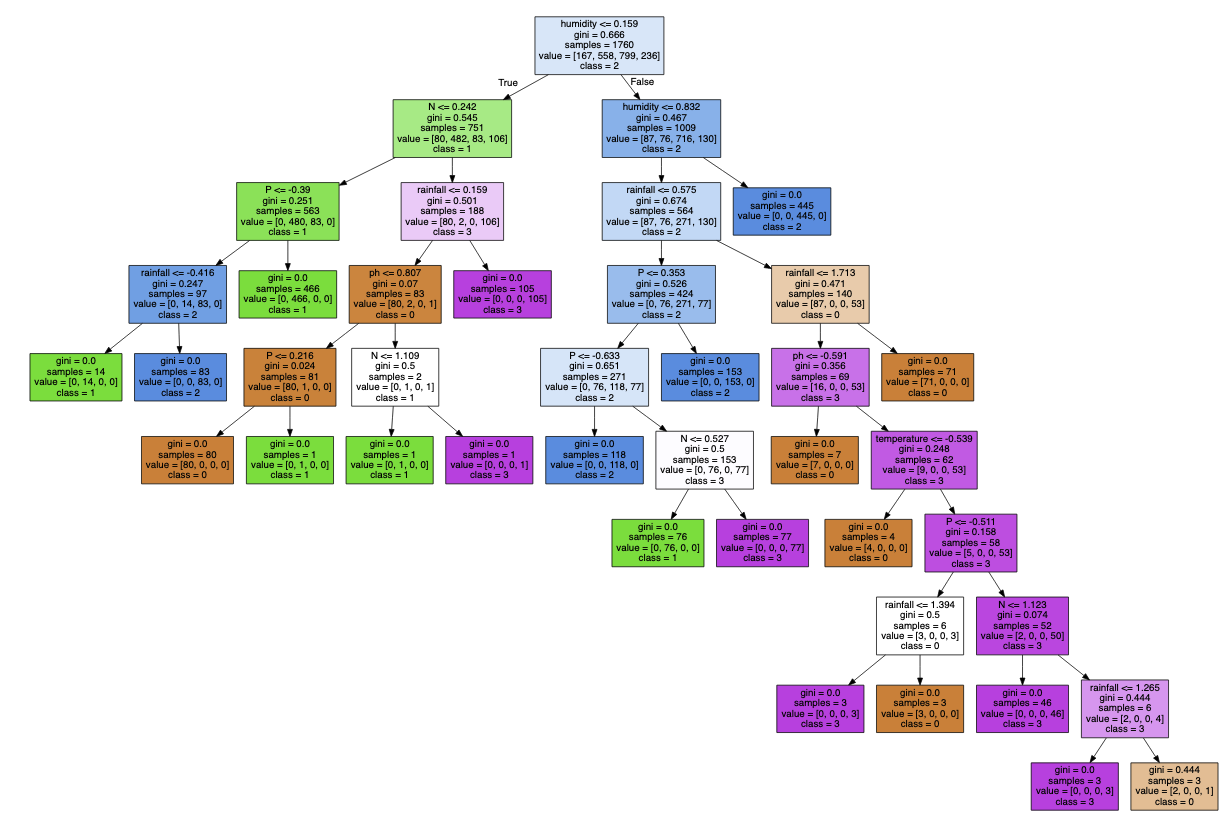 humidity <= 0.159
gini = 0.666
samples = 1760
value = [167, 558, 799, 236]
class = 2
True
False
N <= 0.242
gini = 0.545
samples = 751
value = [80, 482, 83, 106]
class = 1
humidity <= 0.832
gini = 0.467
samples = 1009
value = [87, 76, 716, 130]
class = 2
P <= -0.39
gini = 0.251
samples = 563
value = [0, 480, 83, 0]
class = 1
rainfall <= 0.159
gini = 0.501
samples = 188
value = [80, 2, 0, 106]
class = 3
rainfall <= 0.575
gini = 0.674
samples = 564
value = [87, 76, 271, 130]
class = 2
gini = 0.0
samples = 445
value = [0, 0, 445, 0]
class = 2
rainfall <= -0.416
gini = 0.247
samples = 97
value = [0, 14, 83, 0]
class = 2
gini = 0.0
samples = 466
value = [0, 466, 0, 0]
class = 1
ph <= 0.807
gini = 0.07
samples = 83
value = [80, 2, 0, 1]
class = 0
gini = 0.0
samples = 105
value = [0, 0, 0, 105]
class = 3
P <= 0.353
gini = 0.526
samples = 424
value = [0, 76, 271, 77]
class = 2
rainfall <= 1.713
gini = 0.471
samples = 140
value = [87, 0, 0, 53]
class = 0
gini = 0.0
samples = 14
value = [0, 14, 0, 0]
class = 1
gini = 0.0
samples = 83
value = [0, 0, 83, 0]
class = 2
P <= 0.216
gini = 0.024
samples = 81
value = [80, 1, 0, 0]
class = 0
N <= 1.109
gini = 0.5
samples = 2
value = [0, 1, 0, 1]
class = 1
P <= -0.633
gini = 0.651
samples = 271
value = [0, 76, 118, 77]
class = 2
gini = 0.0
samples = 153
value = [0, 0, 153, 0]
class = 2
ph <= -0.591
gini = 0.356
samples = 69
value = [16, 0, 0, 53]
class = 3
gini = 0.0
samples = 71
value = [71, 0, 0, 0]
class = 0
gini = 0.0
samples = 80
value = [80, 0, 0, 0]
class = 0
gini = 0.0
samples = 1
value = [0, 1, 0, 0]
class = 1
gini = 0.0
samples = 1
value = [0, 1, 0, 0]
class = 1
gini = 0.0
samples = 1
value = [0, 0, 0, 1]
class = 3
gini = 0.0
samples = 118
value = [0, 0, 118, 0]
class = 2
N <= 0.527
gini = 0.5
samples = 153
value = [0, 76, 0, 77]
class = 3
gini = 0.0
samples = 7
value = [7, 0, 0, 0]
class = 0
temperature <= -0.539
gini = 0.248
samples = 62
value = [9, 0, 0, 53]
class = 3
gini = 0.0
samples = 76
value = [0, 76, 0, 0]
class = 1
gini = 0.0
samples = 77
value = [0, 0, 0, 77]
class = 3
gini = 0.0
samples = 4
value = [4, 0, 0, 0]
class = 0
P <= -0.511
gini = 0.158
samples = 58
value = [5, 0, 0, 53]
class = 3
rainfall <= 1.394
gini = 0.5
samples = 6
value = [3, 0, 0, 3]
class = 0
N <= 1.123
gini = 0.074
samples = 52
value = [2, 0, 0, 50]
class = 3
gini = 0.0
samples = 3
value = [0, 0, 0, 3]
class = 3
gini = 0.0
samples = 3
value = [3, 0, 0, 0]
class = 0
gini = 0.0
samples = 46
value = [0, 0, 0, 46]
class = 3
rainfall <= 1.265
gini = 0.444
samples = 6
value = [2, 0, 0, 4]
class = 3
gini = 0.0
samples = 3
value = [0, 0, 0, 3]
class = 3
gini = 0.444
samples = 3
value = [2, 0, 0, 1]
class = 0